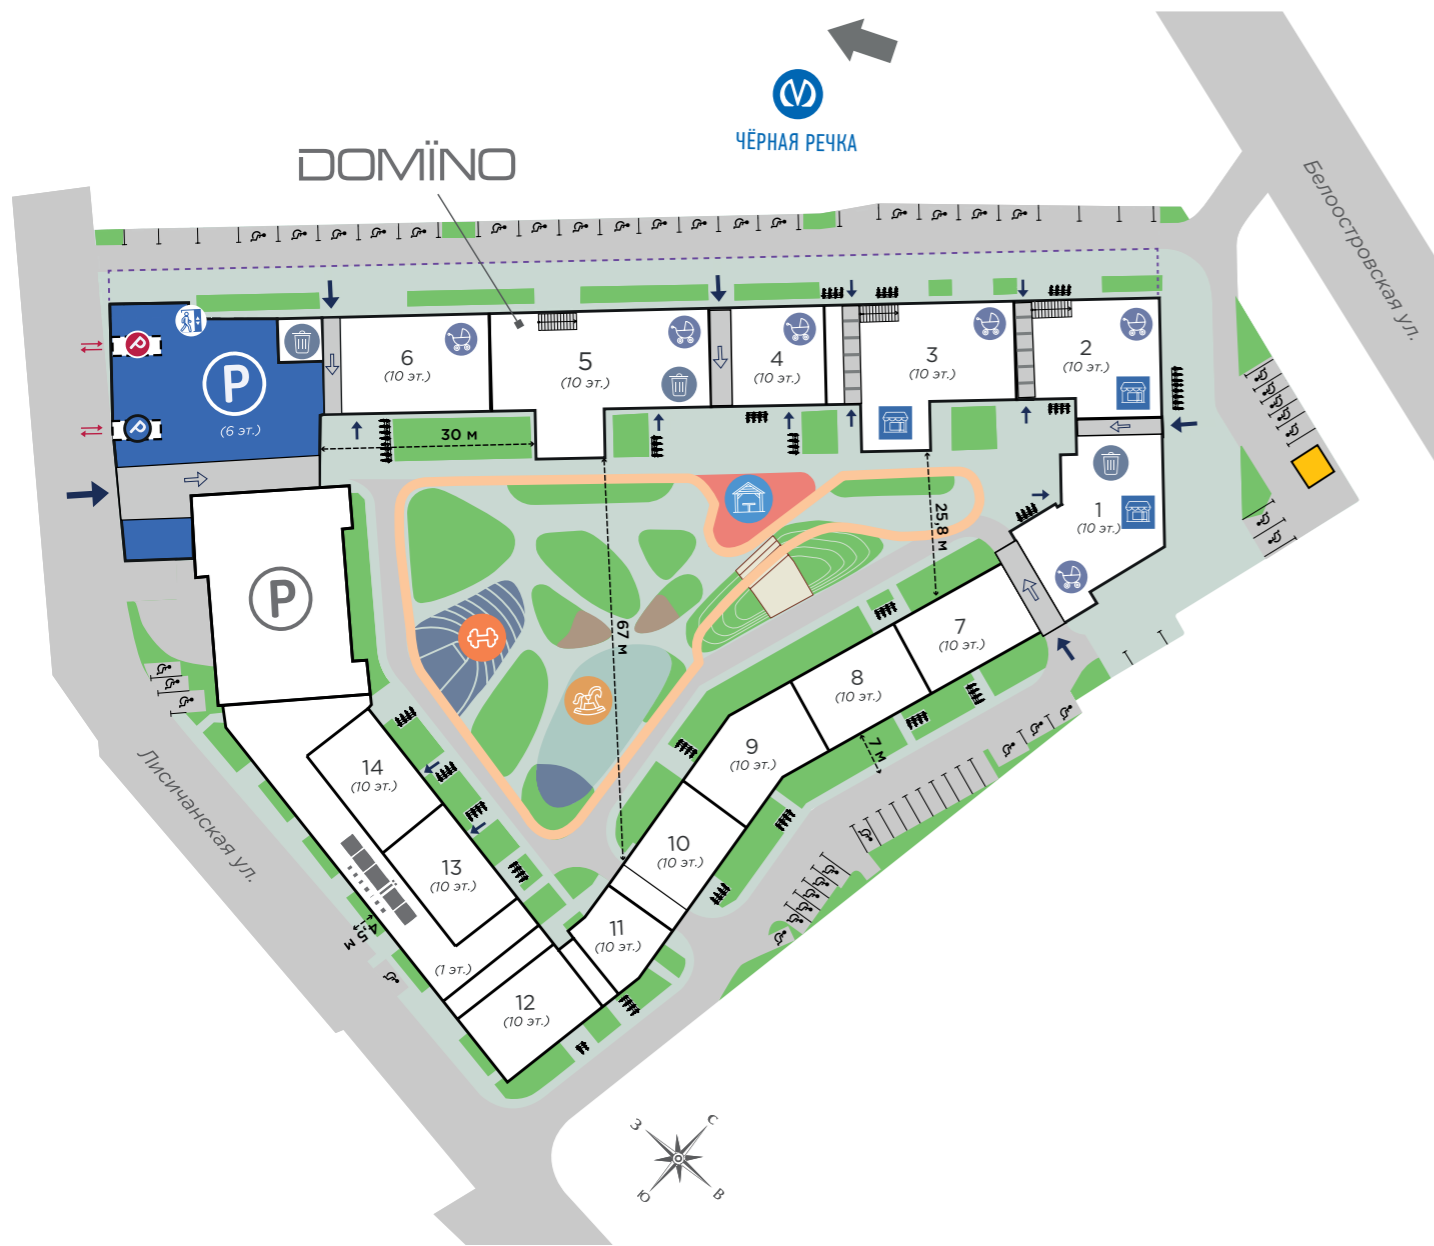 ЧЁРНАЯ РЕЧКА
DOMÏNO
Белоостровская ул.
P
P
P
(6 эт.)
6
(10 эт.)
5
(10 эт.)
4
(10 эт.)
3
(10 эт.)
2
(10 эт.)
30 м
1
(10 эт.)
25,8 м
P
67 м
7
(10 эт.)
8
(10 эт.)
9
(10 эт.)
7 м
14
(10 эт.)
Лисичанская ул.
10
(10 эт.)
13
(10 эт.)
4,5 м
11
(10 эт.)
(1 эт.)
12
(10 эт.)
З
С
Ю
В